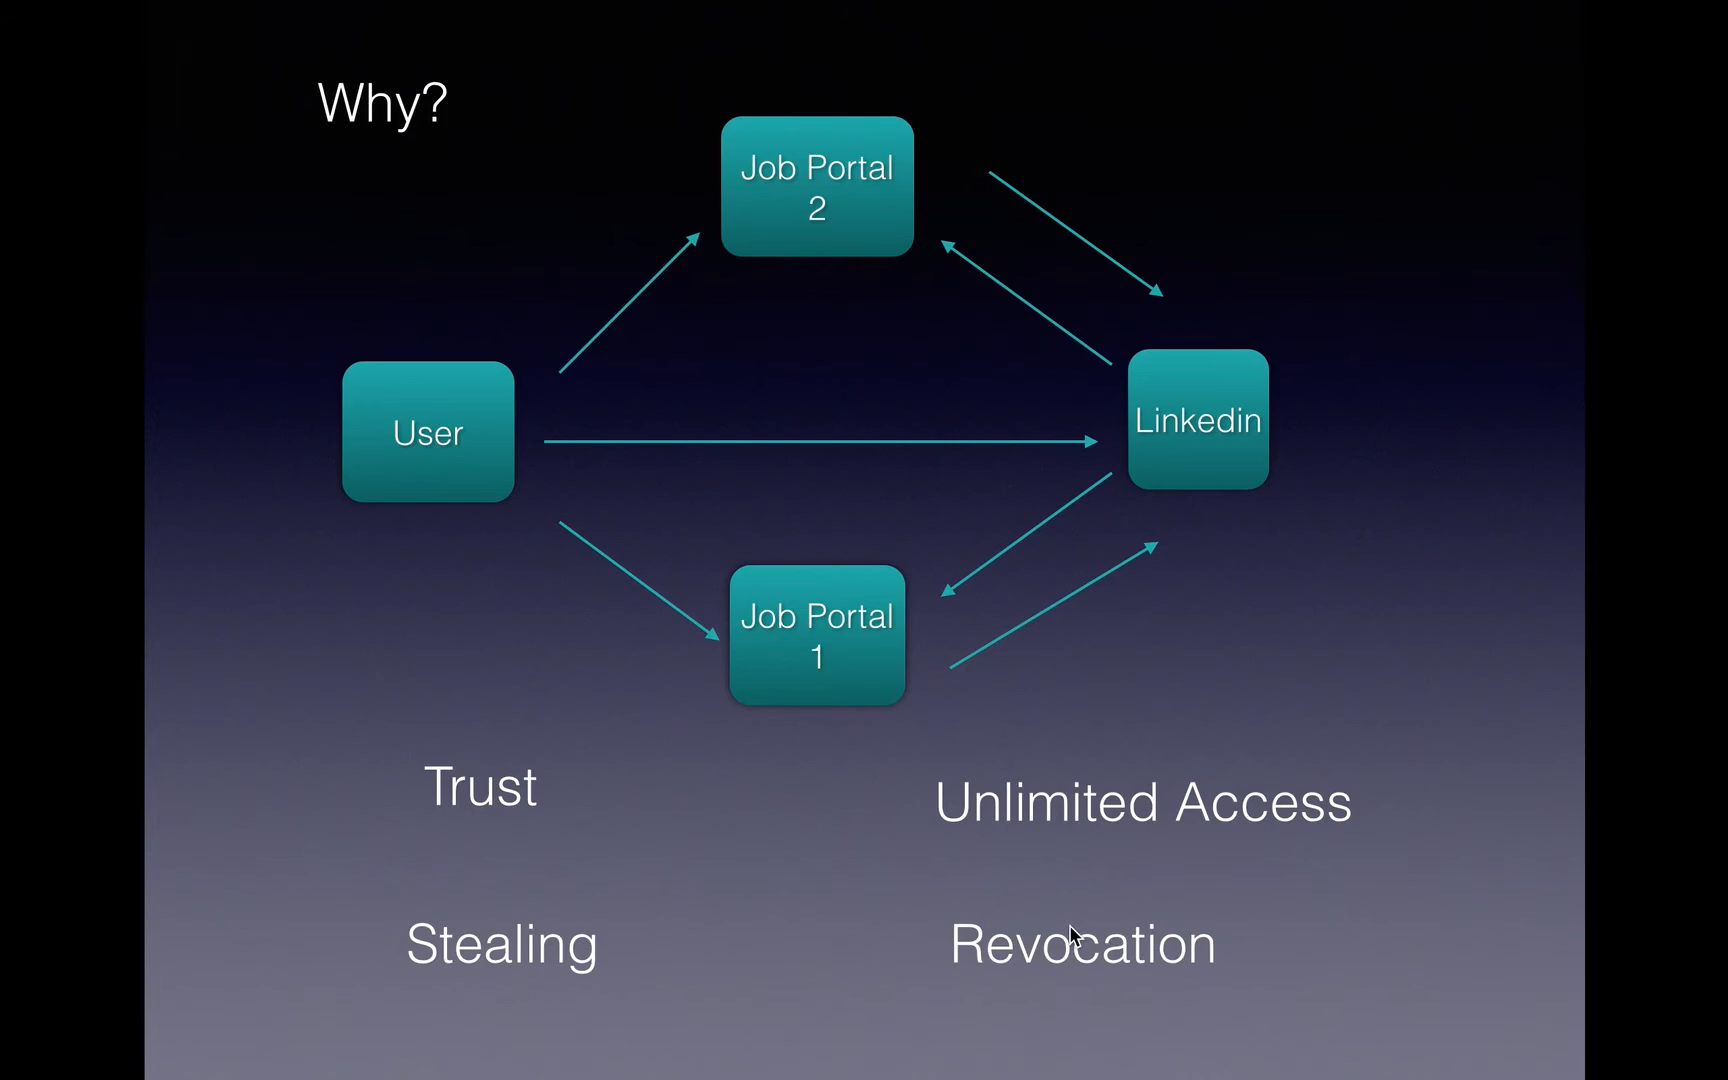 Why?
Job Portal
2
User
Linkedin
Job Portal
1
Trust
Unlimited Access
Stealing
Revocation